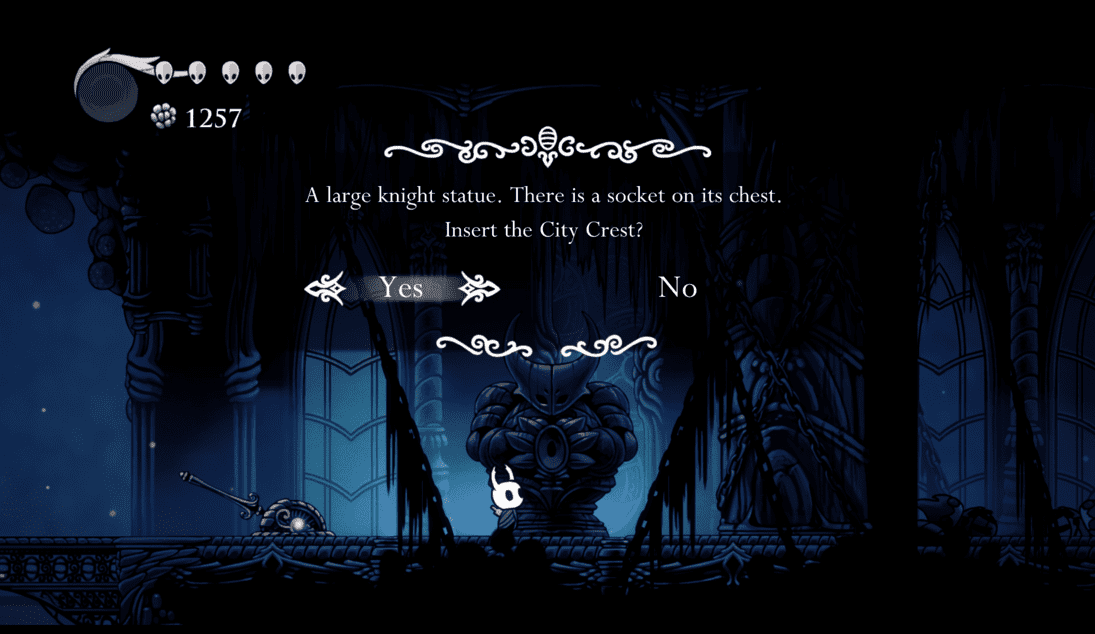 1257
A large knight statue. There is a socket on its chest.
Insert the City Crest?
Yes No